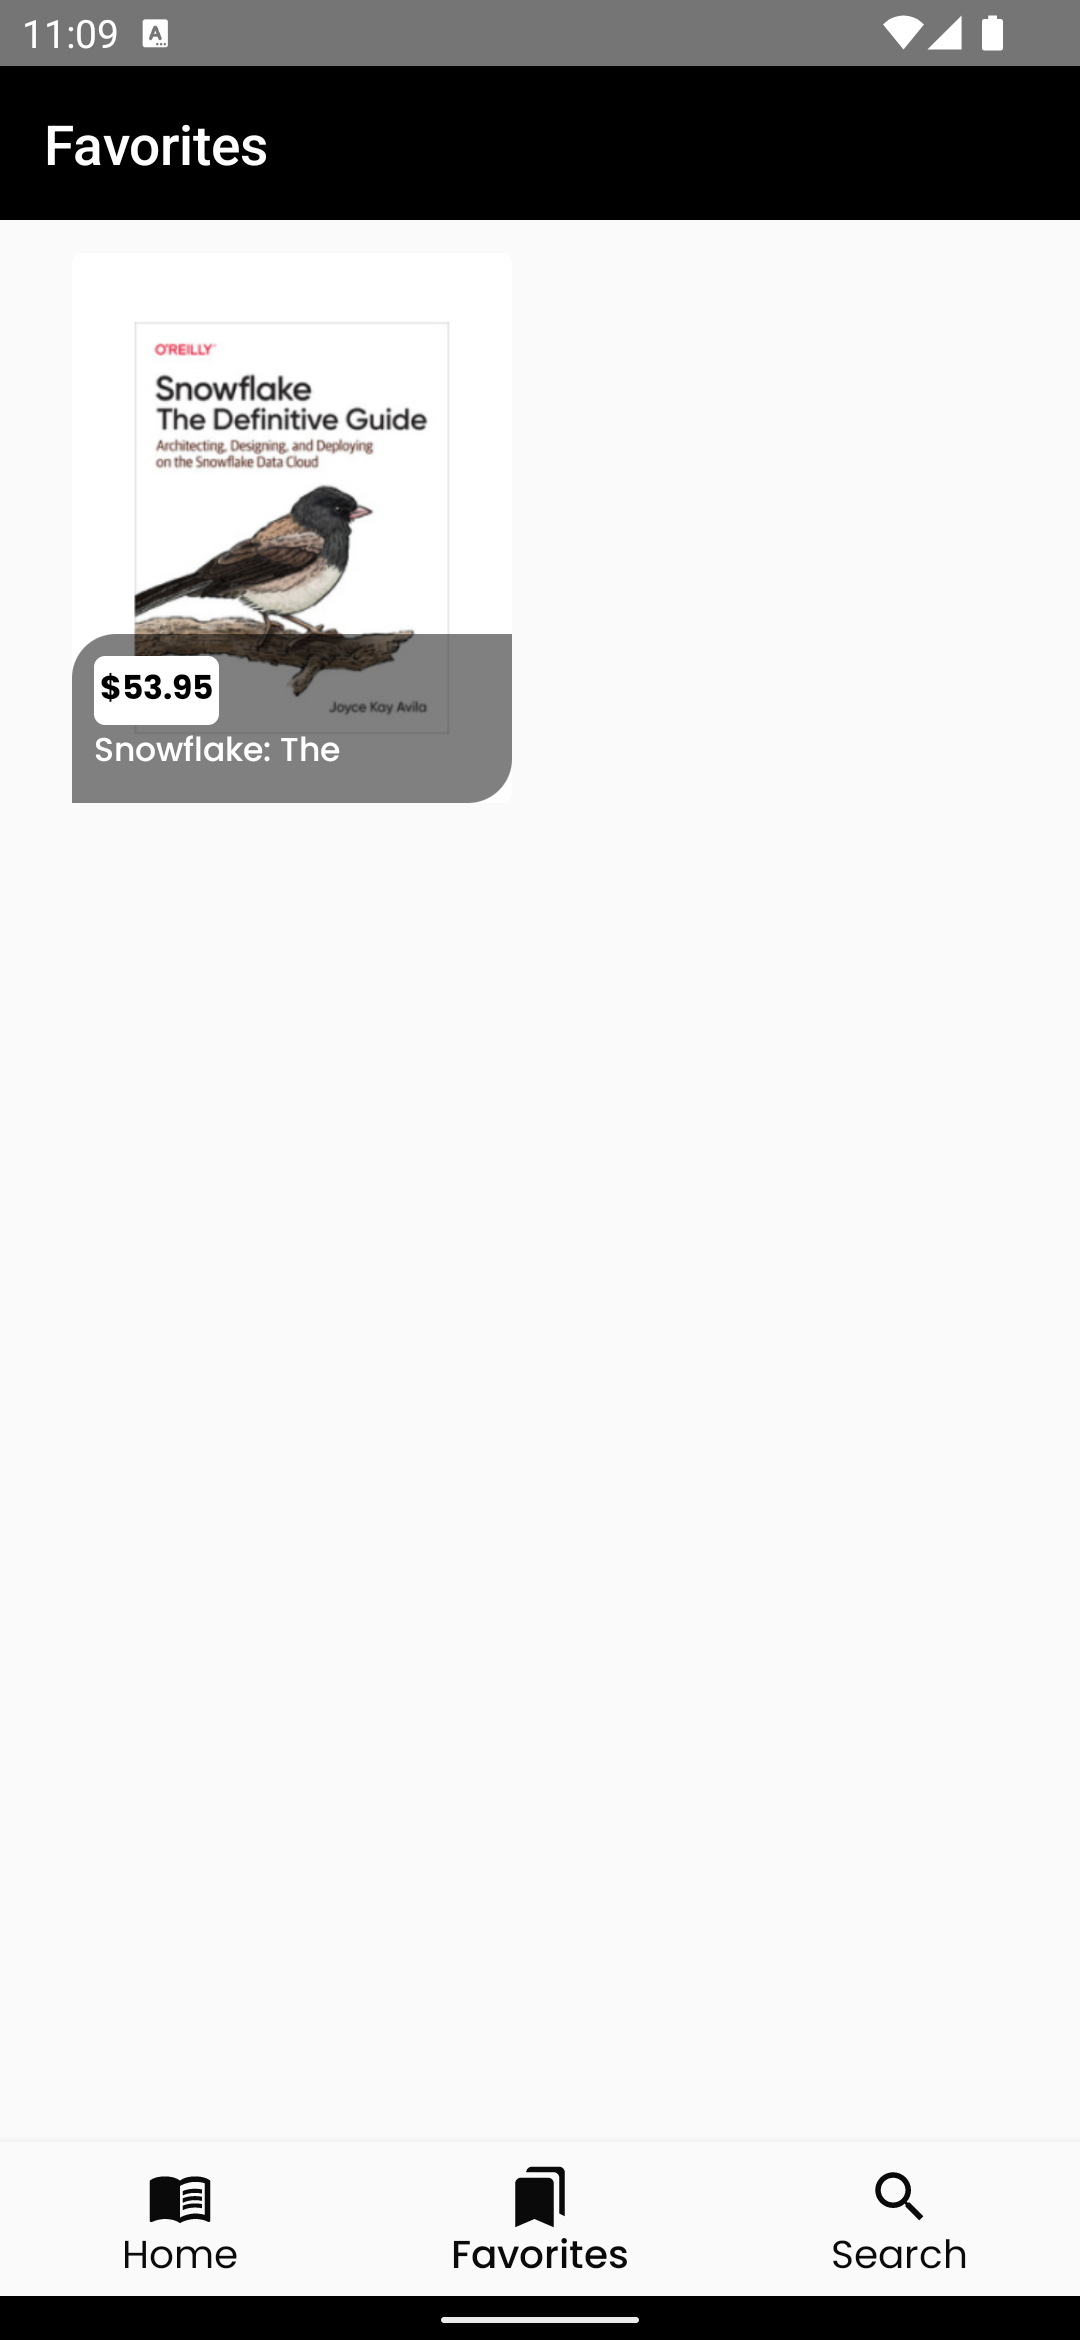 11:09
Favorites
O'REILLY
Snowflake
The Definitive Guide
Architecting, Designing, and Deploying
on the Snowflake Data Cloud
$53.95
Joyce Kay Avila
Snowflake: The
Home
Favorites
Search